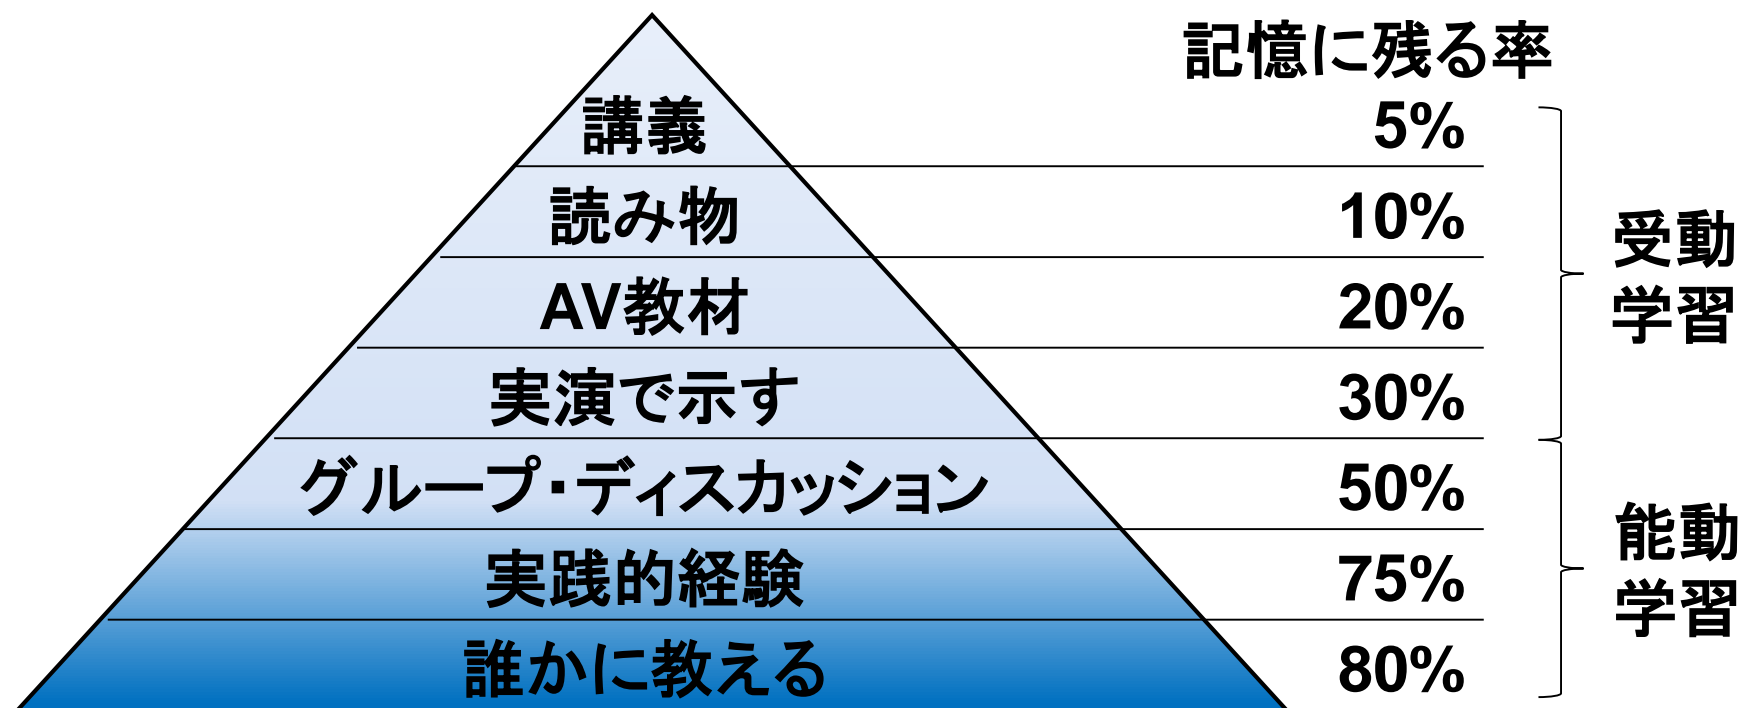 記憶に残る率
講義 5%
読み物 10%
AV教材 20%
実演で示す 30%
受動
学習
グループ・ディスカッション 50%
実践的経験 75%
誰かに教える 80%
能動
学習